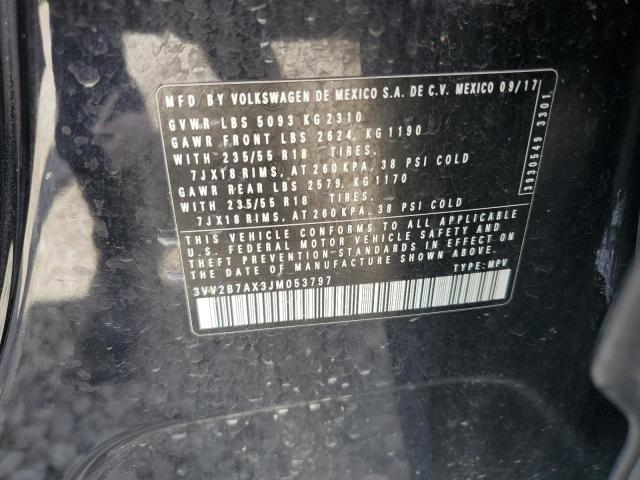 MFD BY VOLKSWAGEN DE MEXICO S.A. DE C.V. MEXICO 09/17
GVWR LBS 5093 KG 2310
GAWR FRONT LBS 2624, KG 1190
WITH 235/55 R18 TIRES,
7JX18 RIMS, AT 260 KPA, 38 PSI COLD
GAWR REAR LBS 2579, KG 1170
WITH 235/55 R18 TIRES,
7JX18 RIMS, AT 260 KPA, 38 PSI COLD
THIS VEHICLE CONFORMS TO ALL APPLICABLE
U.S. FEDERAL MOTOR VEHICLE SAFETY AND
THEFT PREVENTION-STANDARDS IN EFFECT ON
THE DATE OF MANUFACTURE SHOWN ABOVE.
3VV2B7AX3JM053797 TYPE: MPV
3930549 3301